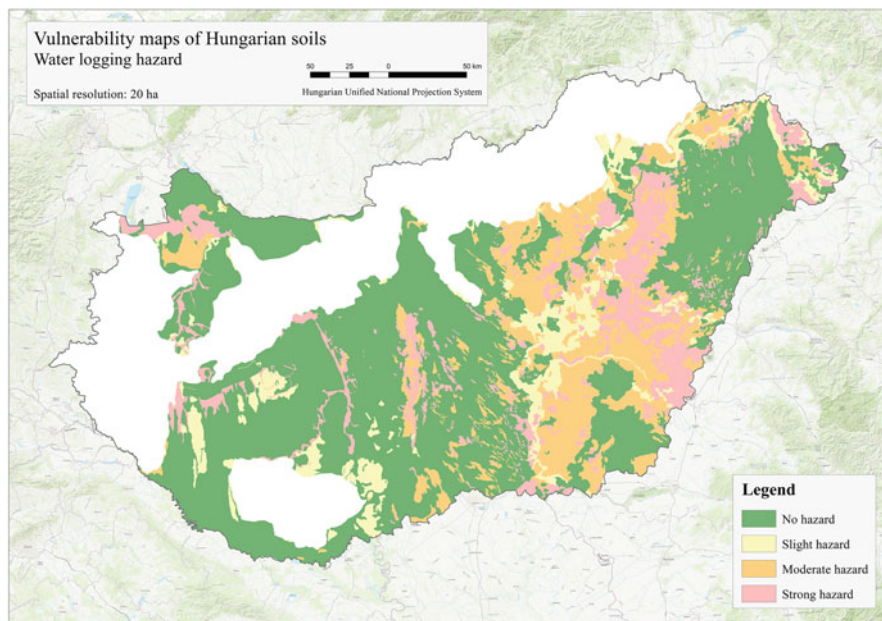 Vulnerability maps of Hungarian soils
Water logging hazard
Spatial resolution: 20 ha
50 25 0 50 km
Hungarian Unified National Projection System
Legend
No hazard
Slight hazard
Moderate hazard
Strong hazard